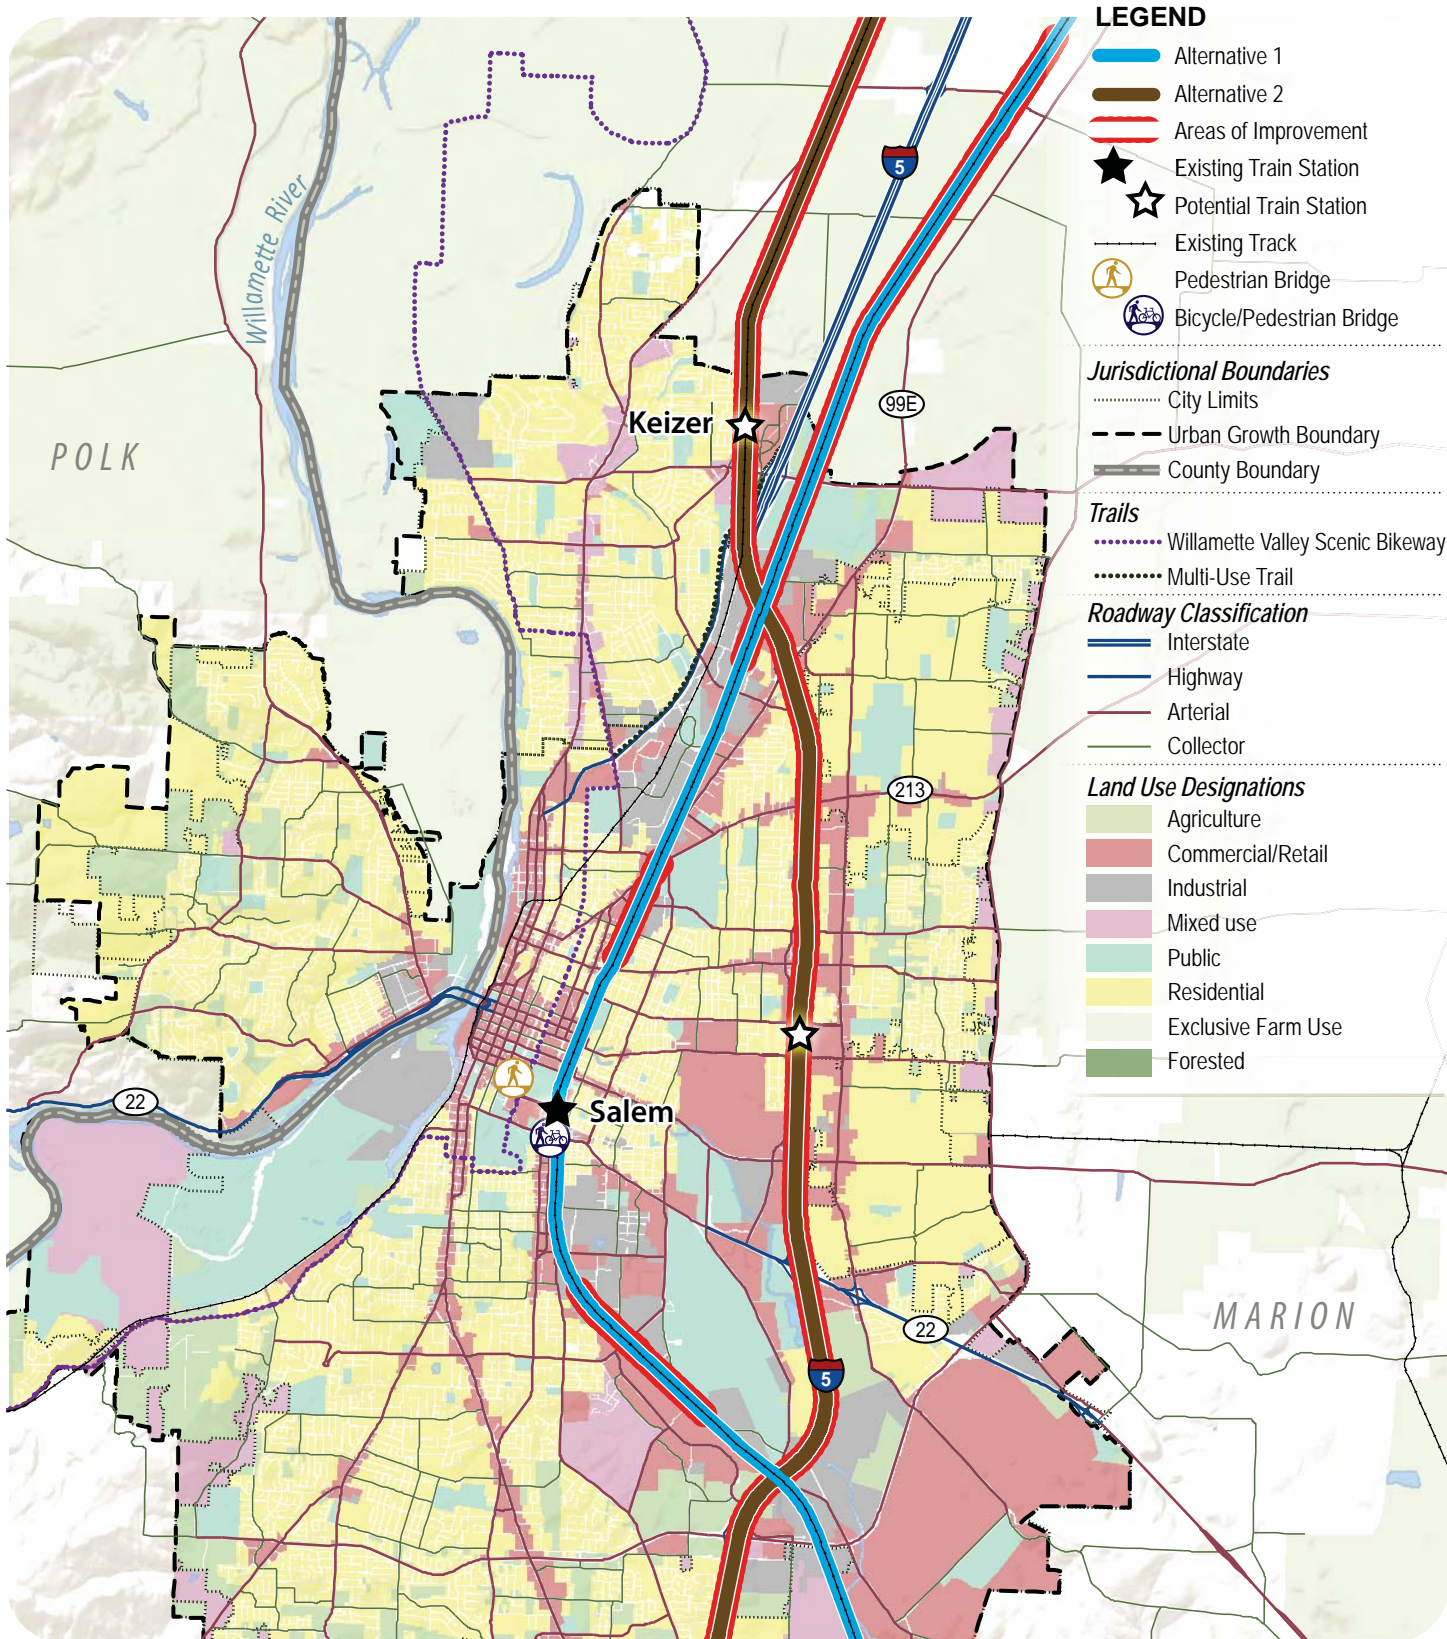 LEGEND
Alternative 1
Alternative 2
Areas of Improvement
Existing Train Station
Potential Train Station
Existing Track
Pedestrian Bridge
Bicycle/Pedestrian Bridge
Jurisdictional Boundaries
City Limits
Urban Growth Boundary
County Boundary
Trails
Willamette Valley Scenic Bikeway
Multi-Use Trail
Roadway Classification
Interstate
Highway
Arterial
Collector
Land Use Designations
Agriculture
Commercial/Retail
Industrial
Mixed use
Public
Residential
Exclusive Farm Use
Forested
5
Willamette River
99E
Keizer
POLK
213
22
Salem
MARION
22
5